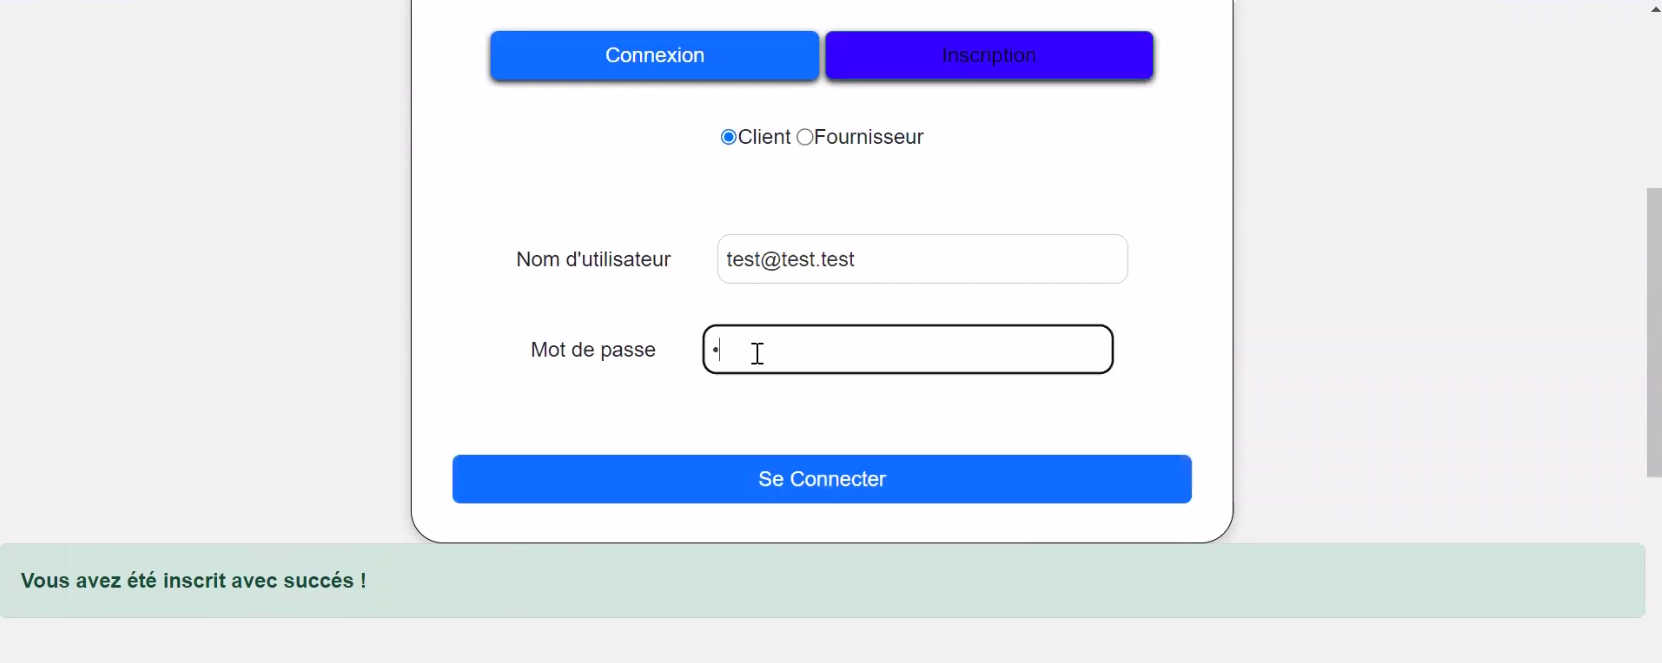 Connexion Inscription
Client Fournisseur
Nom d'utilisateur test@test.test
Mot de passe •
Se Connecter
Vous avez été inscrit avec succés !